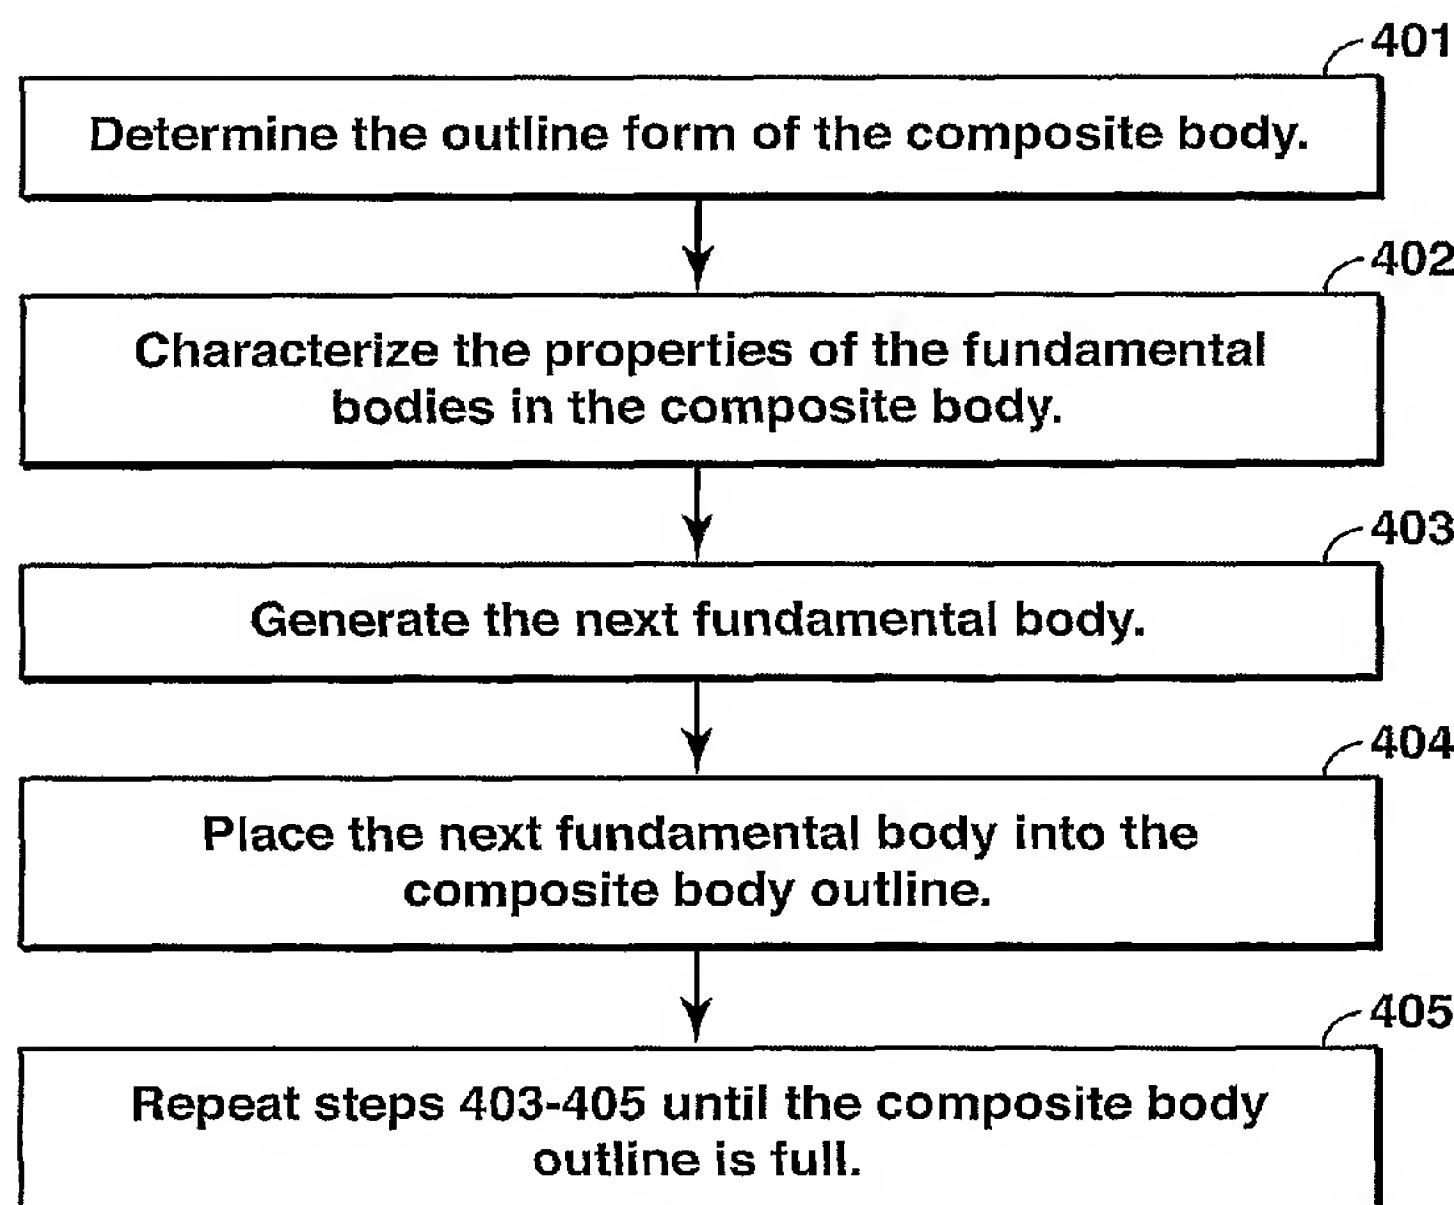 401
Determine the outline form of the composite body.
402
Characterize the properties of the fundamental
bodies in the composite body.
403
Generate the next fundamental body.
404
Place the next fundamental body into the
composite body outline.
405
Repeat steps 403-405 until the composite body
outline is full.